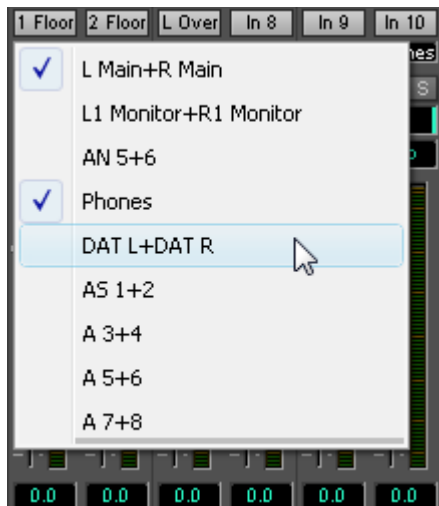 1 Floor 2 Floor L Over In 8 In 9 In 10
L Main+R Main
L1 Monitor+R1 Monitor
S
AN 5+6
Phones
DAT L+DAT R
AS 1+2
A 3+4
A 5+6
A 7+8
0.0 0.0 0.0 0.0 0.0 0.0